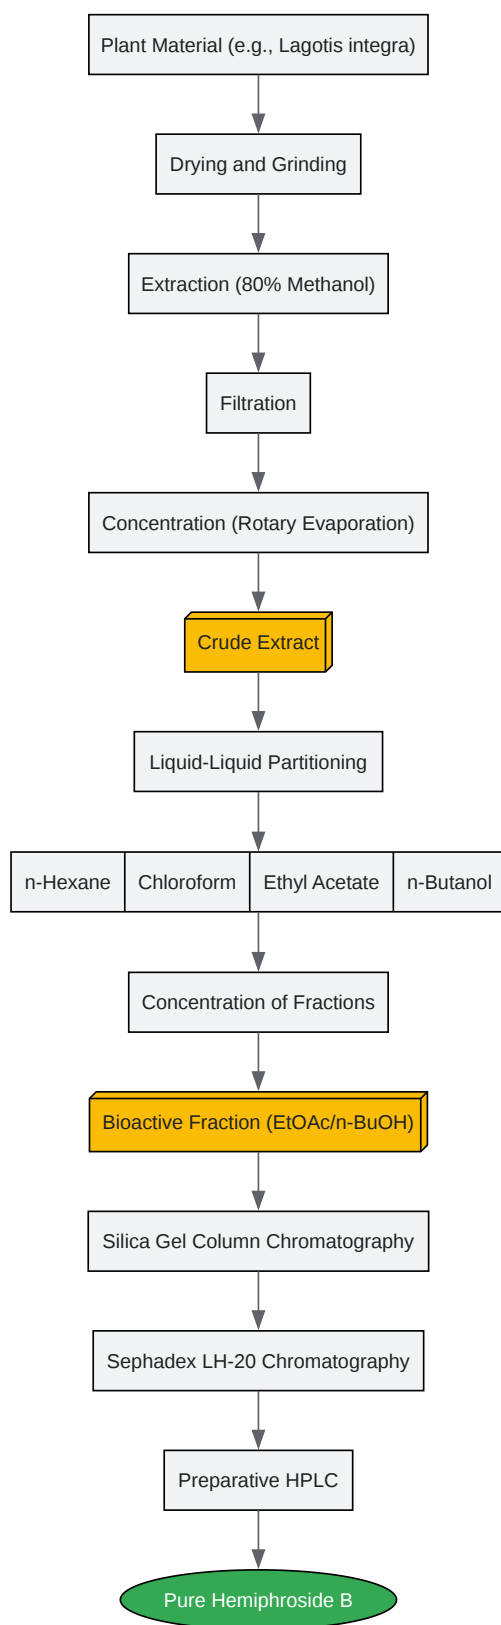 Plant Material (e.g., Lagotis integra)
Drying and Grinding
Extraction (80% Methanol)
Filtration
Concentration (Rotary Evaporation)
Crude Extract
Liquid-Liquid Partitioning
n-Hexane Chloroform Ethyl Acetate n-Butanol
Concentration of Fractions
Bioactive Fraction (EtOAc/n-BuOH)
Silica Gel Column Chromatography
Sephadex LH-20 Chromatography
Preparative HPLC
Pure Hemiphroside B